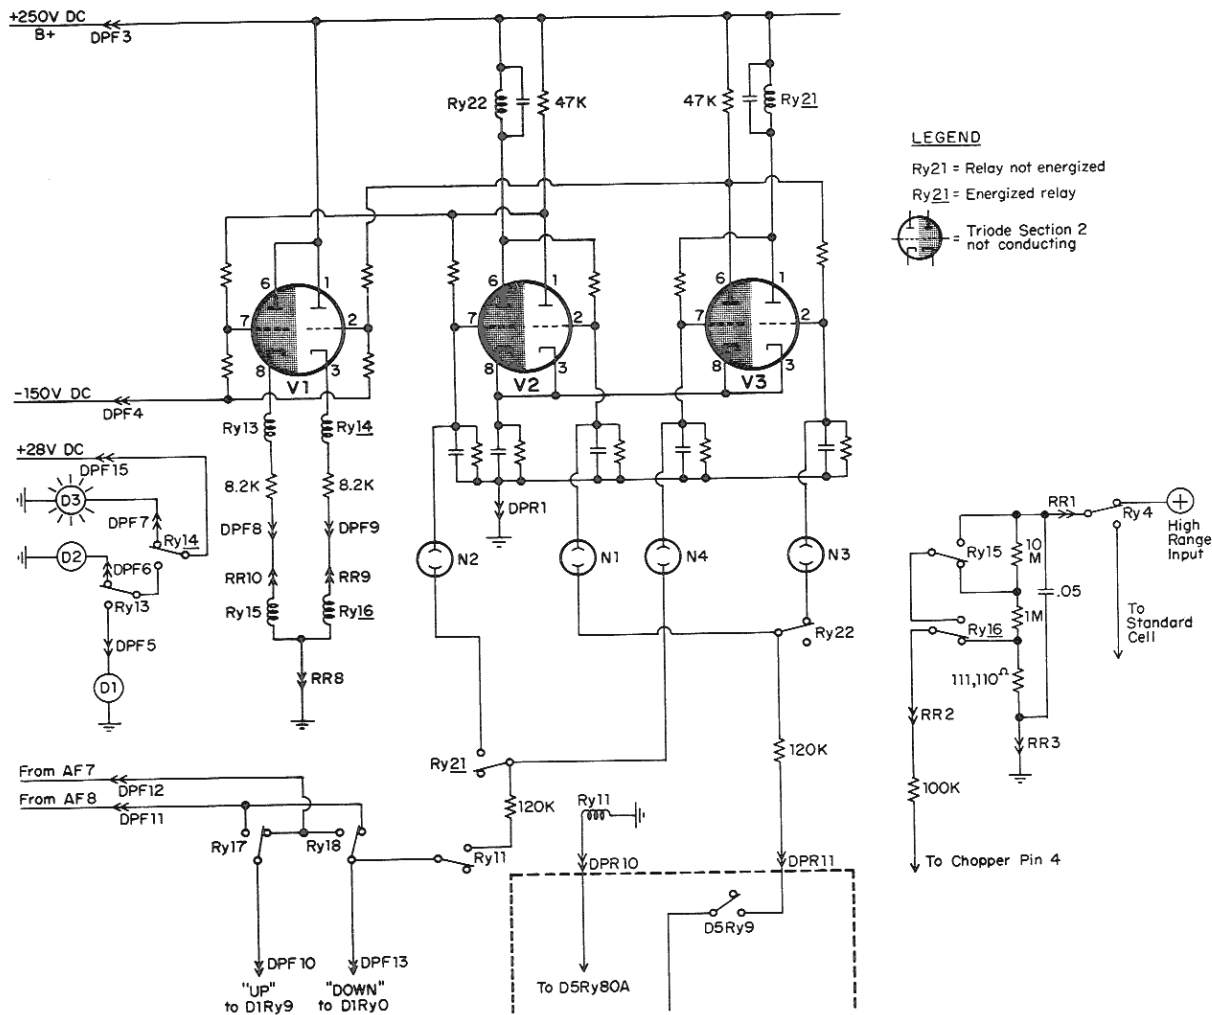 +250V DC
B+
DPF3
Ry22
47K
47K
Ry21
LEGEND
Ry21 = Relay not energized
Ry21 = Energized relay
= Triode Section 2
not conducting
6
1
7
2
8
3
V1
6
1
7
2
8
3
V2
6
1
7
2
8
3
V3
-150V DC
DPF4
Ry13
Ry14
+28V DC
DPF15
8.2K
8.2K
D3
DPF7
Ry14
DPF8
DPF9
DPR1
D2
DPF6
Ry13
RR10
RR9
Ry15
Ry16
N2
N1
N4
N3
DPF5
D1
RR8
Ry22
RR1
Ry4
High
Range
Input
Ry15
10
M
.05
1M
Ry16
To
Standard
Cell
111,110Ω
RR2
RR3
100K
To Chopper Pin 4
From AF7
DPF12
From AF8
DPF11
Ry21
120K
120K
Ry17
Ry18
Ry11
Ry11
DPR10
DPR11
D5Ry9
To D5Ry80A
DPF10
DPF13
"UP"
to D1Ry9
"DOWN"
to D1Ry0